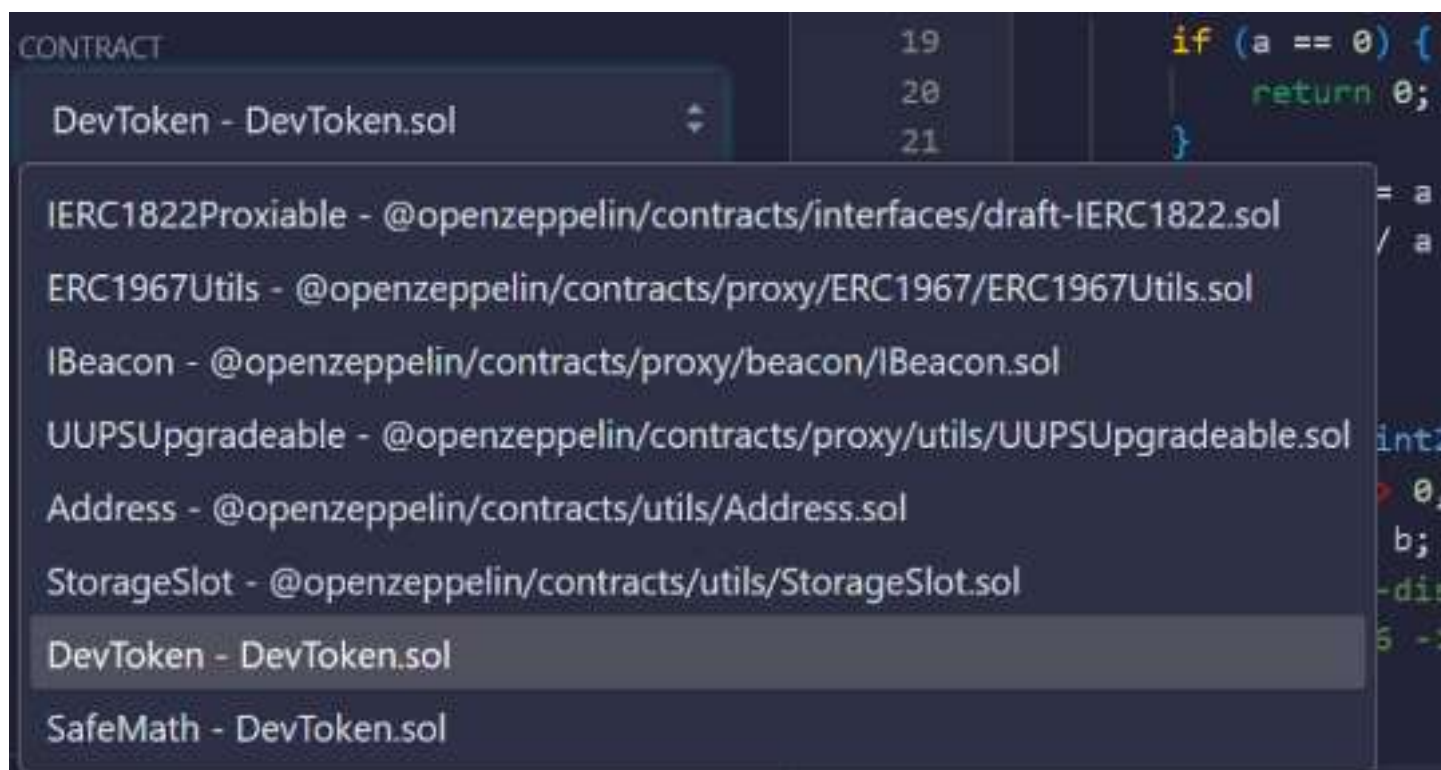 CONTRACT
DevToken - DevToken.sol
IERC1822Proxiable - @openzeppelin/contracts/interfaces/draft-IERC1822.sol
ERC1967Utils - @openzeppelin/contracts/proxy/ERC1967/ERC1967Utils.sol
IBeacon - @openzeppelin/contracts/proxy/beacon/IBeacon.sol
UUPSUpgradeable - @openzeppelin/contracts/proxy/utils/UUPSUpgradeable.sol
Address - @openzeppelin/contracts/utils/Address.sol
StorageSlot - @openzeppelin/contracts/utils/StorageSlot.sol
DevToken - DevToken.sol
SafeMath - DevToken.sol
19 if (a == 0) {
20 return 0;
21 }
= a
/ a
0,
b;